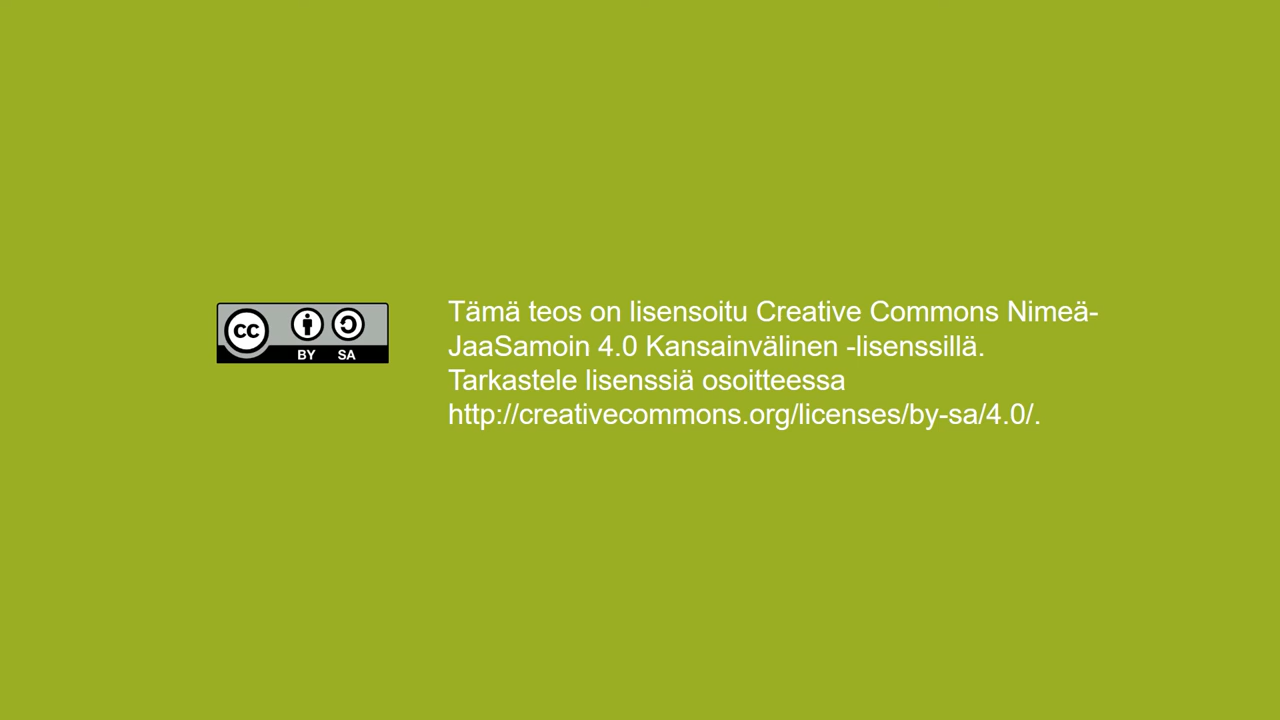 cc
BY SA
Tämä teos on lisensoitu Creative Commons Nimeä-
JaaSamoin 4.0 Kansainvälinen -lisenssillä.
Tarkastele lisenssiä osoitteessa
http://creativecommons.org/licenses/by-sa/4.0/.